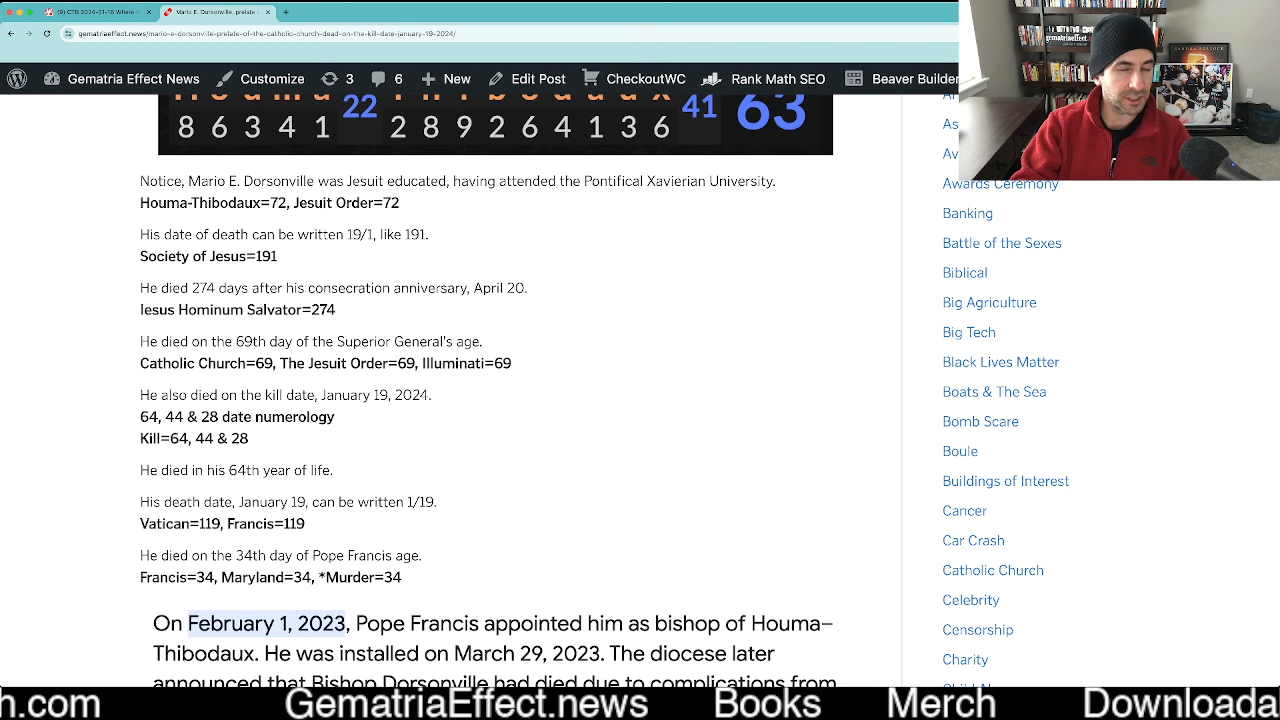 (9) CTB 2024-01-16 Where
Mario E. Dorsonville, prelate
gematriaeffect.news/mario-e-dorsonville-prelate-of-the-catholic-church-dead-on-the-kill-date-january-19-2024/
Gematria Effect News Customize 3 6 New Edit Post CheckoutWC Rank Math SEO Beaver Builder
22 41 63
8 6 3 4 1 2 8 9 2 6 4 1 3 6
Notice, Mario E. Dorsonville was Jesuit educated, having attended the Pontifical Xavierian University.
Houma-Thibodaux=72, Jesuit Order=72
His date of death can be written 19/1, like 191.
Society of Jesus=191
He died 274 days after his consecration anniversary, April 20.
Iesus Hominum Salvator=274
He died on the 69th day of the Superior General's age.
Catholic Church=69, The Jesuit Order=69, Illuminati=69
He also died on the kill date, January 19, 2024.
64, 44 & 28 date numerology
Kill=64, 44 & 28
He died in his 64th year of life.
His death date, January 19, can be written 1/19.
Vatican=119, Francis=119
He died on the 34th day of Pope Francis age.
Francis=34, Maryland=34, *Murder=34
On February 1, 2023, Pope Francis appointed him as bishop of Houma–
Thibodaux. He was installed on March 29, 2023. The diocese later
announced that Bishop Dorsonville had died due to complications from
Awards Ceremony
Banking
Battle of the Sexes
Biblical
Big Agriculture
Big Tech
Black Lives Matter
Boats & The Sea
Bomb Scare
Boule
Buildings of Interest
Cancer
Car Crash
Catholic Church
Celebrity
Censorship
Charity
SANDRA BULLOCK
h.com GematriaEffect.news Books Merch Downloada